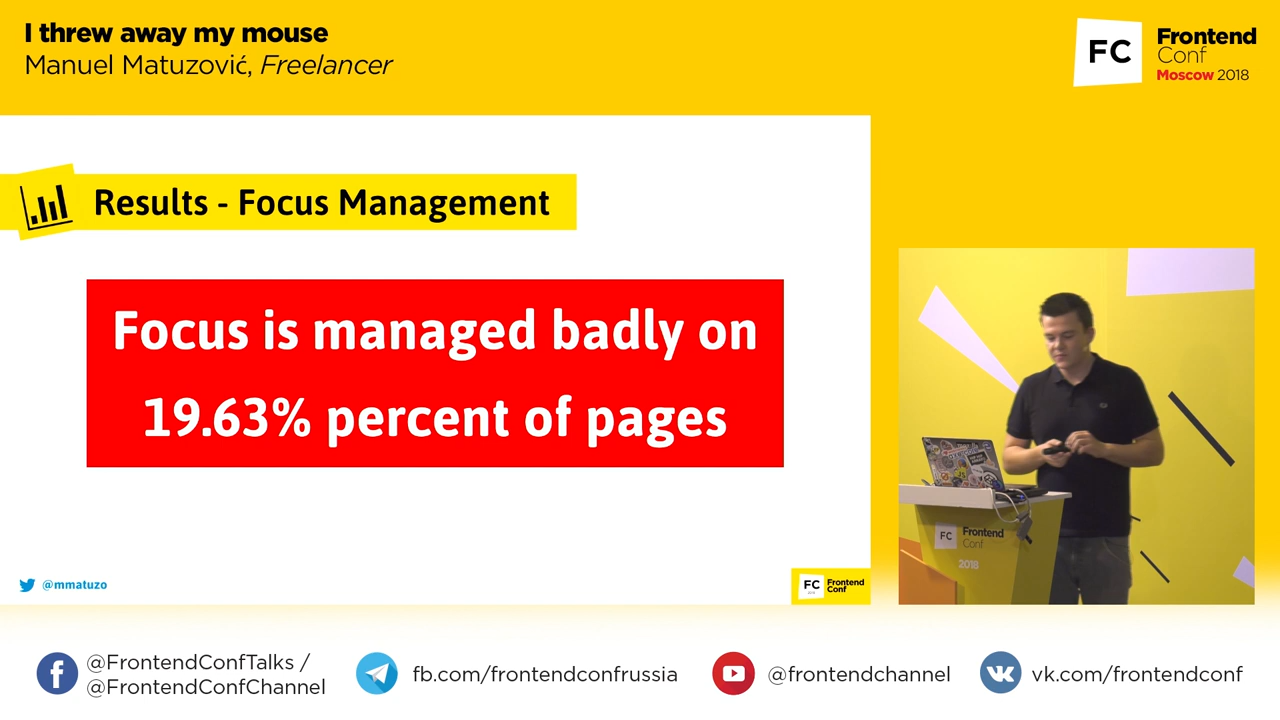 I threw away my mouse
Manuel Matuzović, Freelancer
FC
Frontend
Conf
Moscow 2018
Results - Focus Management
Focus is managed badly on
19.63% percent of pages
@mmatuzo
FC
Frontend
Conf
FC
Frontend
Conf
2018
@FrontendConfTalks /
@FrontendConfChannel
fb.com/frontendconfrussia
@frontendchannel
vk.com/frontendconf